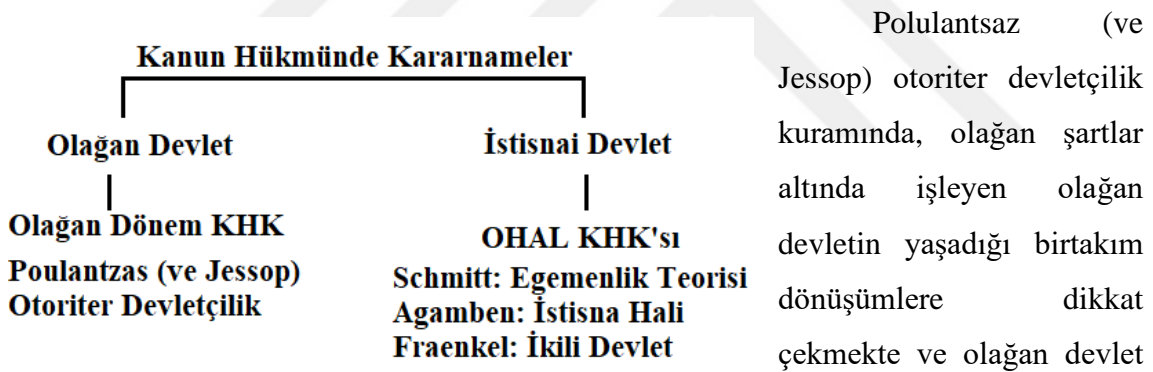 Kanun Hükmünde Kararnameler
Olağan Devlet
İstisnai Devlet
Olağan Dönem KHK
Poulantzas (ve Jessop)
Otoriter Devletçilik
OHAL KHK'sı
Schmitt: Egemenlik Teorisi
Agamben: İstisna Hali
Fraenkel: İkili Devlet
Polulantsaz (ve
Jessop) otoriter devletçilik
kuramında, olağan şartlar
altında işleyen olağan
devletin yaşadığı birtakım
dönüşümlere dikkat
çekmekte ve olağan devlet